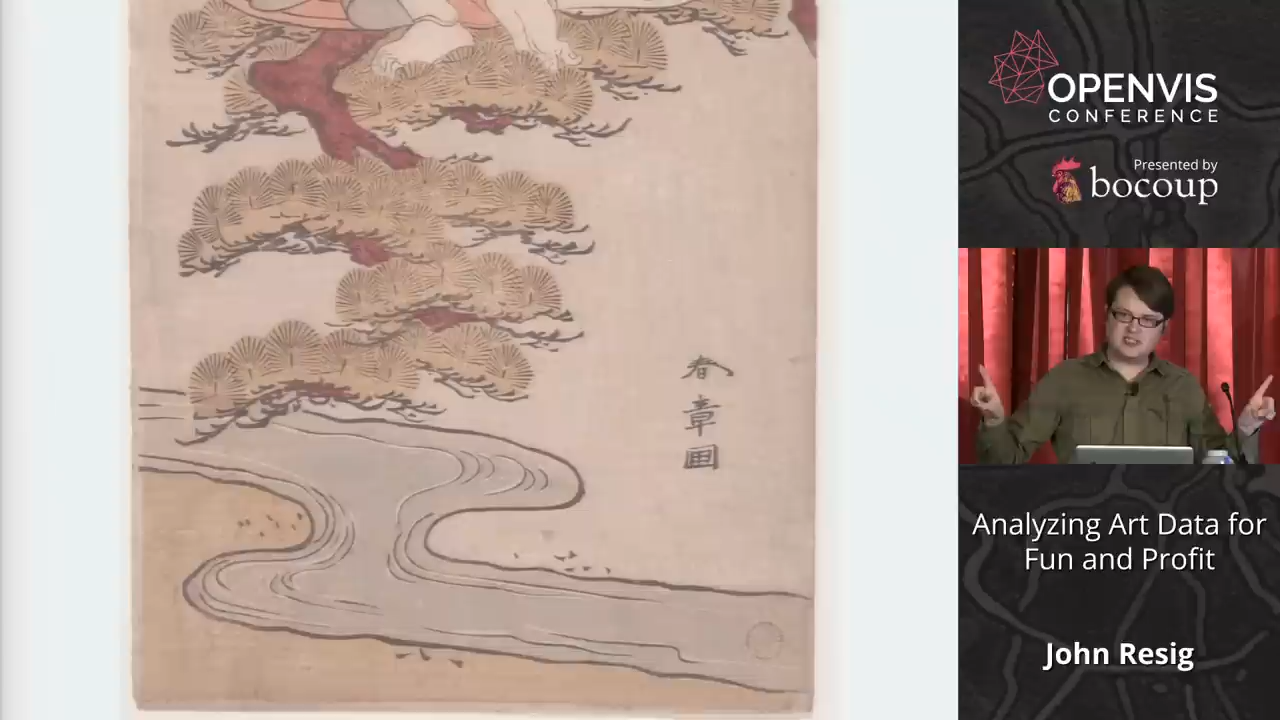 春
章
画
OPENVIS
CONFERENCE
Presented by
bocoup
Analyzing Art Data for
Fun and Profit
John Resig